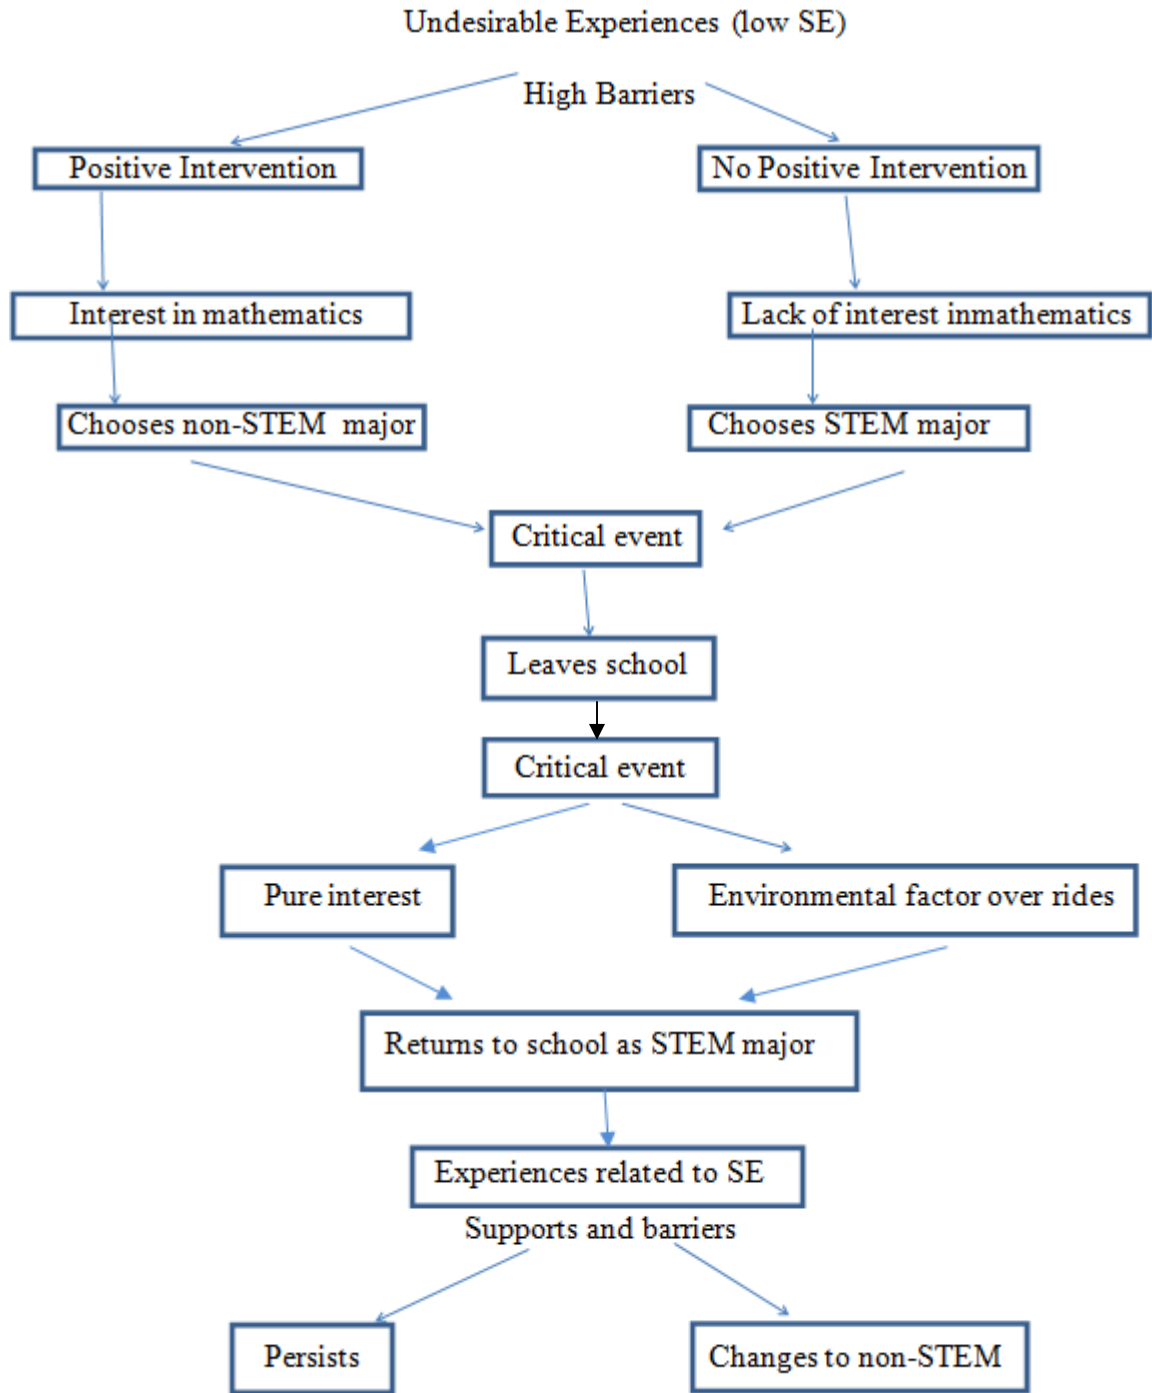 Undesirable Experiences (low SE)
High Barriers
Positive Intervention
No Positive Intervention
Interest in mathematics
Lack of interest inmathematics
Chooses non-STEM major
Chooses STEM major
Critical event
Leaves school
Critical event
Pure interest
Environmental factor over rides
Returns to school as STEM major
Experiences related to SE
Supports and barriers
Persists
Changes to non-STEM